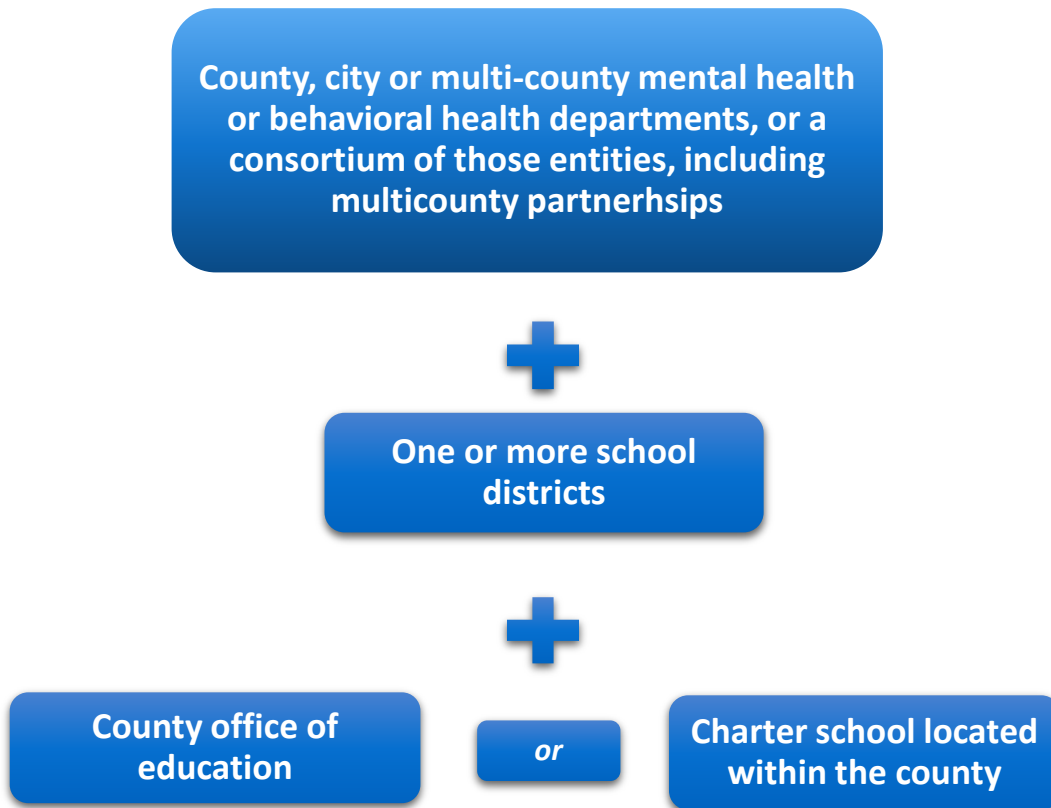 County, city or multi-county mental health
or behavioral health departments, or a
consortium of those entities, including
multicounty partnerhsips
One or more school
districts
County office of
education
or
Charter school located
within the county